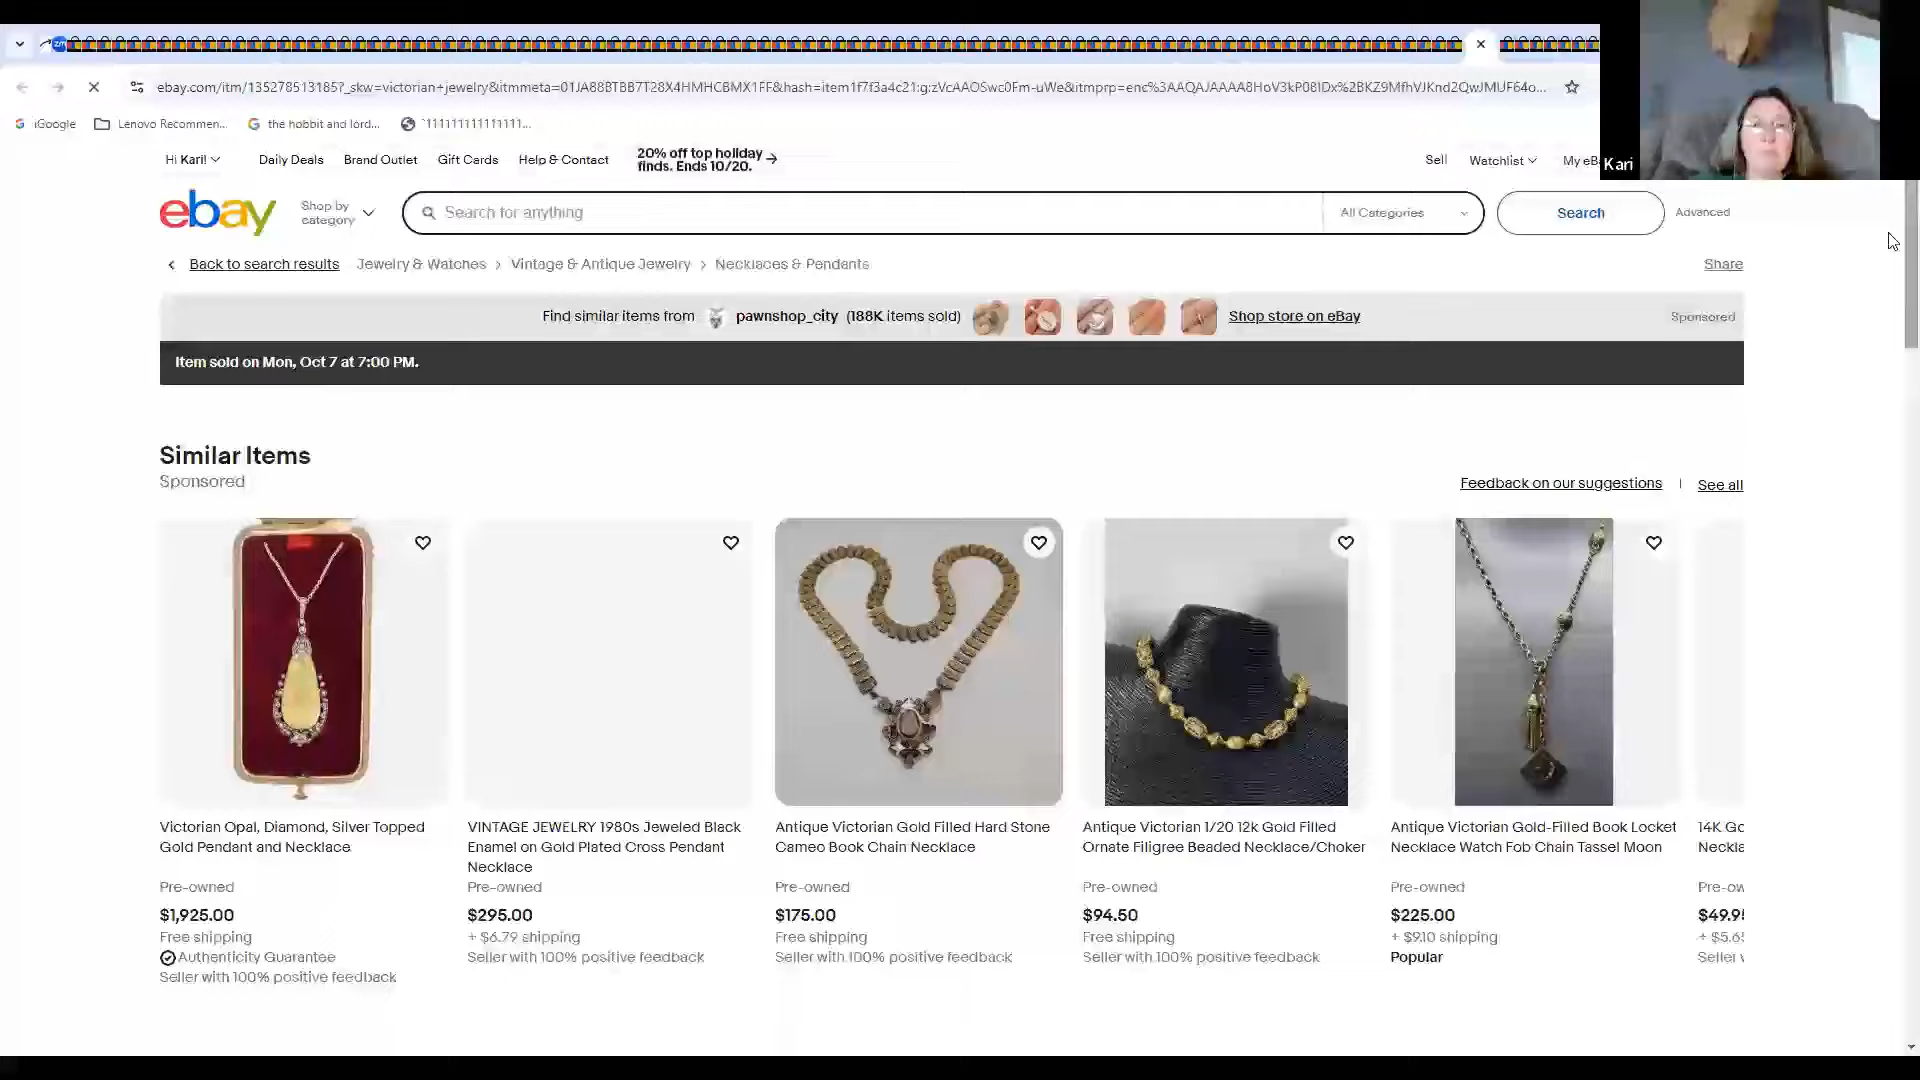 ebay.com/itm/135278513185?_skw=victorian+jewelry&itmmeta=01JA88BTBB7T28X4HMHCBMX1FF&hash=item1f7f3a4c21:g:zVcAAOSwc0Fm-uWe&itmprp=enc%3AAQAJAAAA8HoV3kP08lDx%2BKZ9MfhVJKnd2QwJMUF64o...
iGoogle
Lenovo Recommen...
the hobbit and lord...
`111111111111111...
Hi Kari!
Daily Deals
Brand Outlet
Gift Cards
Help & Contact
20% off top holiday
finds. Ends 10/20.
Sell
Watchlist
My eB
Kari
ebay
Shop by
category
Search for anything
All Categories
Search
Advanced
Back to search results
Jewelry & Watches
Vintage & Antique Jewelry
Necklaces & Pendants
Share
Find similar items from
pawnshop_city (188K items sold)
Shop store on eBay
Sponsored
Item sold on Mon, Oct 7 at 7:00 PM.
Similar Items
Sponsored
Feedback on our suggestions
See all
Victorian Opal, Diamond, Silver Topped
Gold Pendant and Necklace
Pre-owned
$1,925.00
Free shipping
Authenticity Guarantee
Seller with 100% positive feedback
VINTAGE JEWELRY 1980s Jeweled Black
Enamel on Gold Plated Cross Pendant
Necklace
Pre-owned
$295.00
+ $6.79 shipping
Seller with 100% positive feedback
Antique Victorian Gold Filled Hard Stone
Cameo Book Chain Necklace
Pre-owned
$175.00
Free shipping
Seller with 100% positive feedback
Antique Victorian 1/20 12k Gold Filled
Ornate Filigree Beaded Necklace/Choker
Pre-owned
$94.50
Free shipping
Seller with 100% positive feedback
Antique Victorian Gold-Filled Book Locket
Necklace Watch Fob Chain Tassel Moon
Pre-owned
$225.00
+ $9.10 shipping
Popular
14K Go
Neckla
Pre-ow
$49.95
+ $5.65
Seller